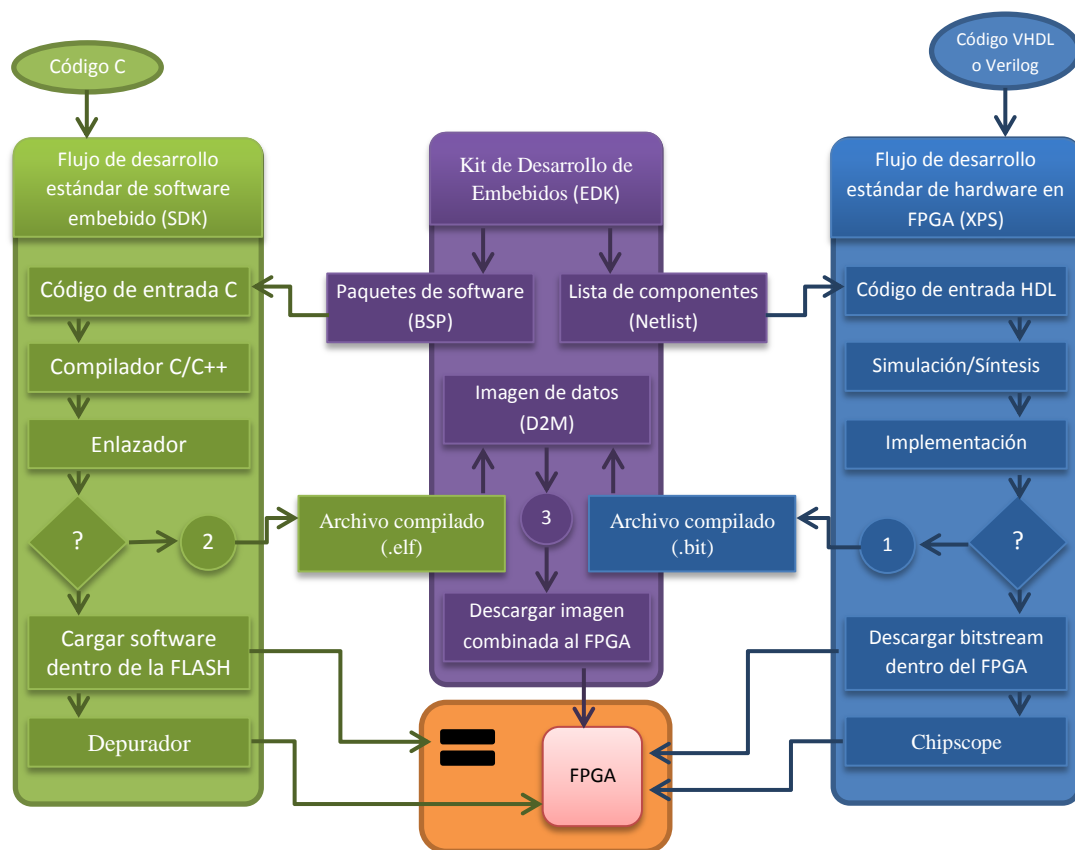 Código C
Flujo de desarrollo
estándar de software
embebido (SDK)
Código de entrada C
Compilador C/C++
Enlazador
?
2
Cargar software
dentro de la FLASH
Depurador
Kit de Desarrollo de
Embebidos (EDK)
Paquetes de software
(BSP)
Lista de componentes
(Netlist)
Imagen de datos
(D2M)
3
Archivo compilado
(.elf)
Archivo compilado
(.bit)
Descargar imagen
combinada al FPGA
FPGA
Código VHDL
o Verilog
Flujo de desarrollo
estándar de hardware en
FPGA (XPS)
Código de entrada HDL
Simulación/Síntesis
Implementación
?
1
Descargar bitstream
dentro del FPGA
Chipscope